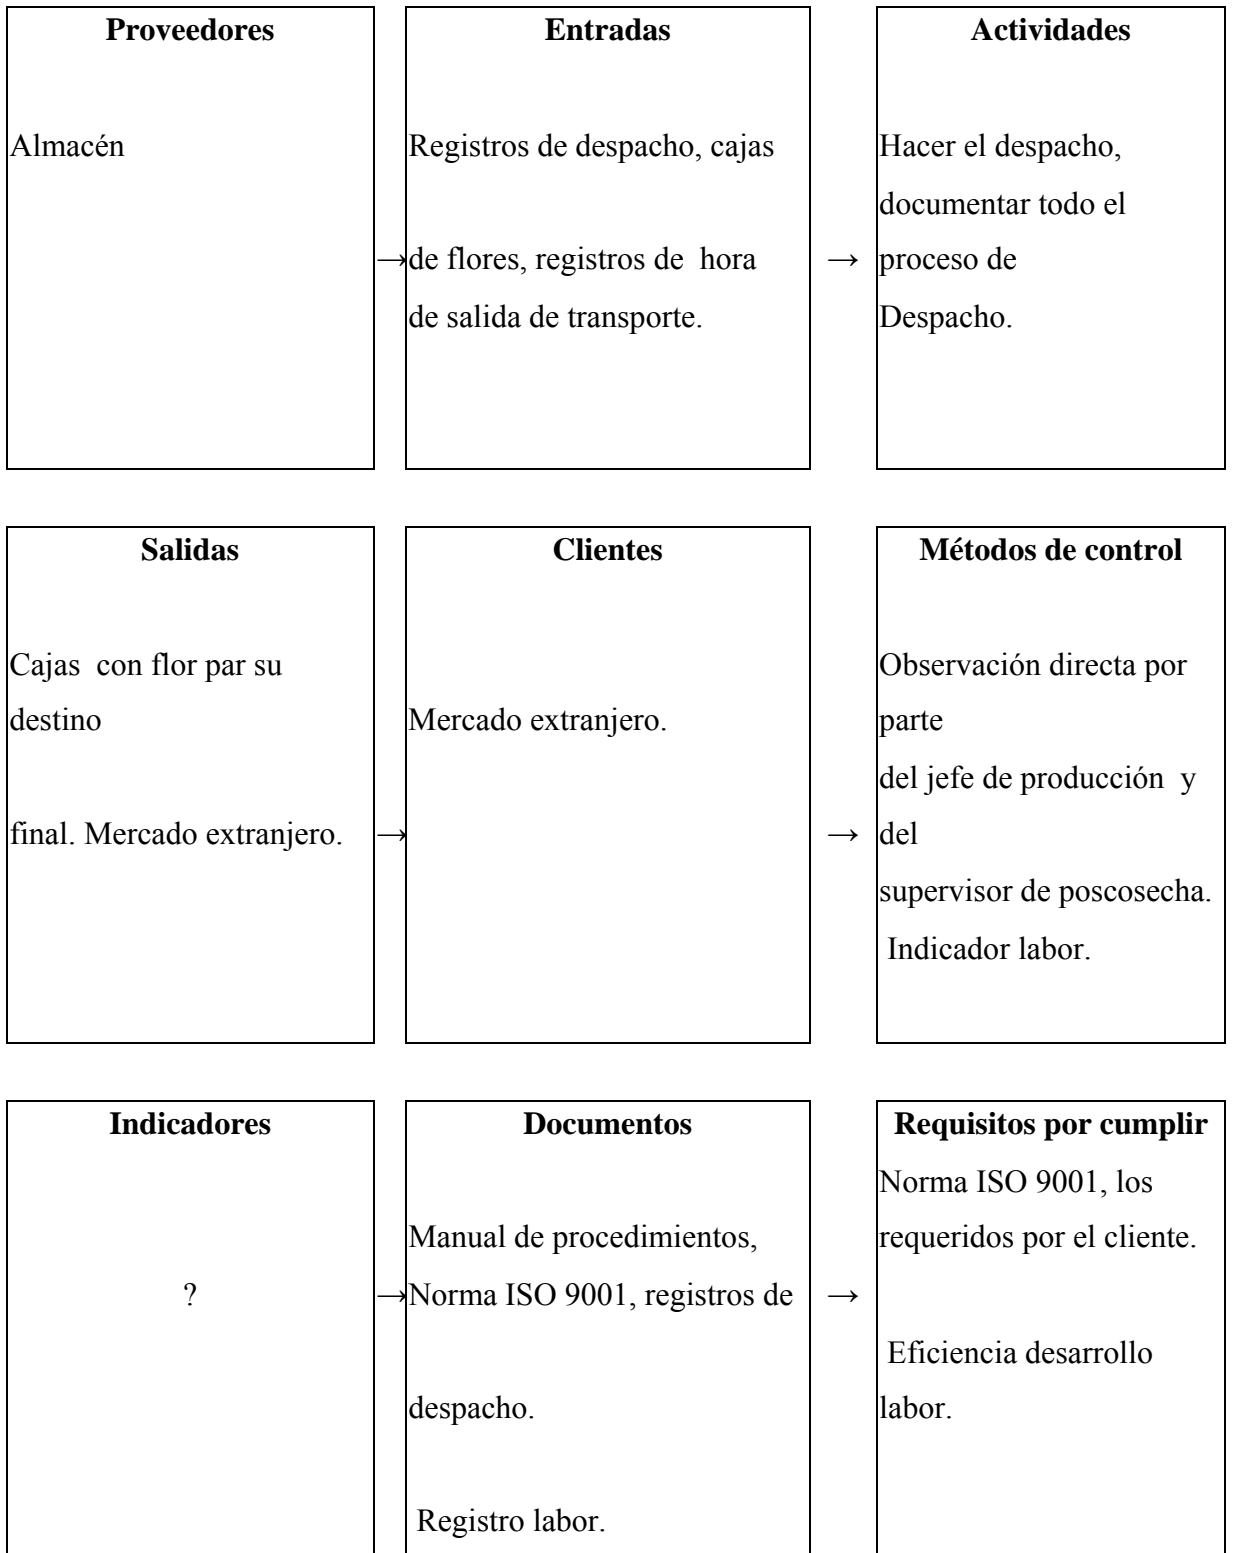 Proveedores
Almacén
→
Entradas
Registros de despacho, cajas
de flores, registros de hora
de salida de transporte.
→
Actividades
Hacer el despacho,
documentar todo el
proceso de
Despacho.
Salidas
Cajas con flor par su
destino
final. Mercado extranjero.
→
Clientes
Mercado extranjero.
→
Métodos de control
Observación directa por
parte
del jefe de producción y
del
supervisor de poscosecha.
Indicador labor.
Indicadores
?
→
Documentos
Manual de procedimientos,
Norma ISO 9001, registros de
despacho.
Registro labor.
→
Requisitos por cumplir
Norma ISO 9001, los
requeridos por el cliente.
Eficiencia desarrollo
labor.